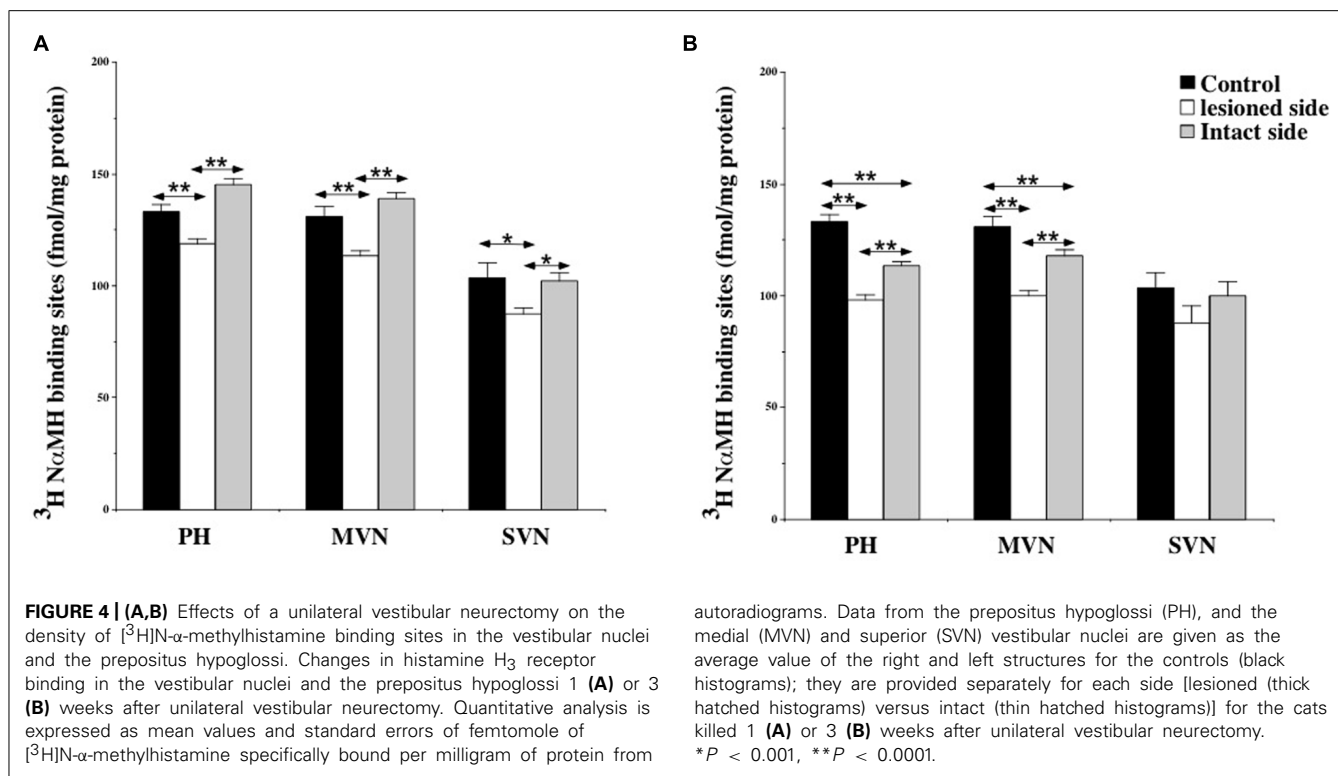 A
200
150
100
50
0
³H NαMH binding sites (fmol/mg protein)
** ** ** ** * *
PH MVN SVN
B
200
150
100
50
0
³H NαMH binding sites (fmol/mg protein)
Control
lesioned side
Intact side
** **
** **
** **
PH MVN SVN
FIGURE 4 | (A,B) Effects of a unilateral vestibular neurectomy on the
density of [³H]N-α-methylhistamine binding sites in the vestibular nuclei
and the prepositus hypoglossi. Changes in histamine H₃ receptor
binding in the vestibular nuclei and the prepositus hypoglossi 1 (A) or 3
(B) weeks after unilateral vestibular neurectomy. Quantitative analysis is
expressed as mean values and standard errors of femtomole of
[³H]N-α-methylhistamine specifically bound per milligram of protein from
autoradiograms. Data from the prepositus hypoglossi (PH), and the
medial (MVN) and superior (SVN) vestibular nuclei are given as the
average value of the right and left structures for the controls (black
histograms); they are provided separately for each side [lesioned (thick
hatched histograms) versus intact (thin hatched histograms)] for the cats
killed 1 (A) or 3 (B) weeks after unilateral vestibular neurectomy.
*P < 0.001, **P < 0.0001.